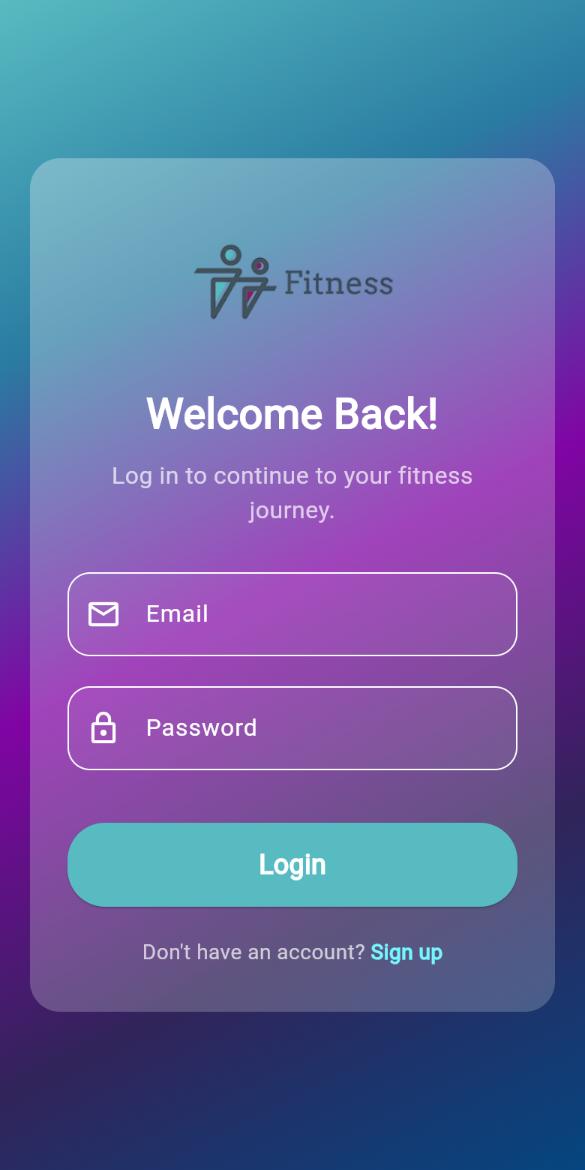 Fitness
Welcome Back!
Log in to continue to your fitness
journey.
Email
Password
Login
Don't have an account? Sign up